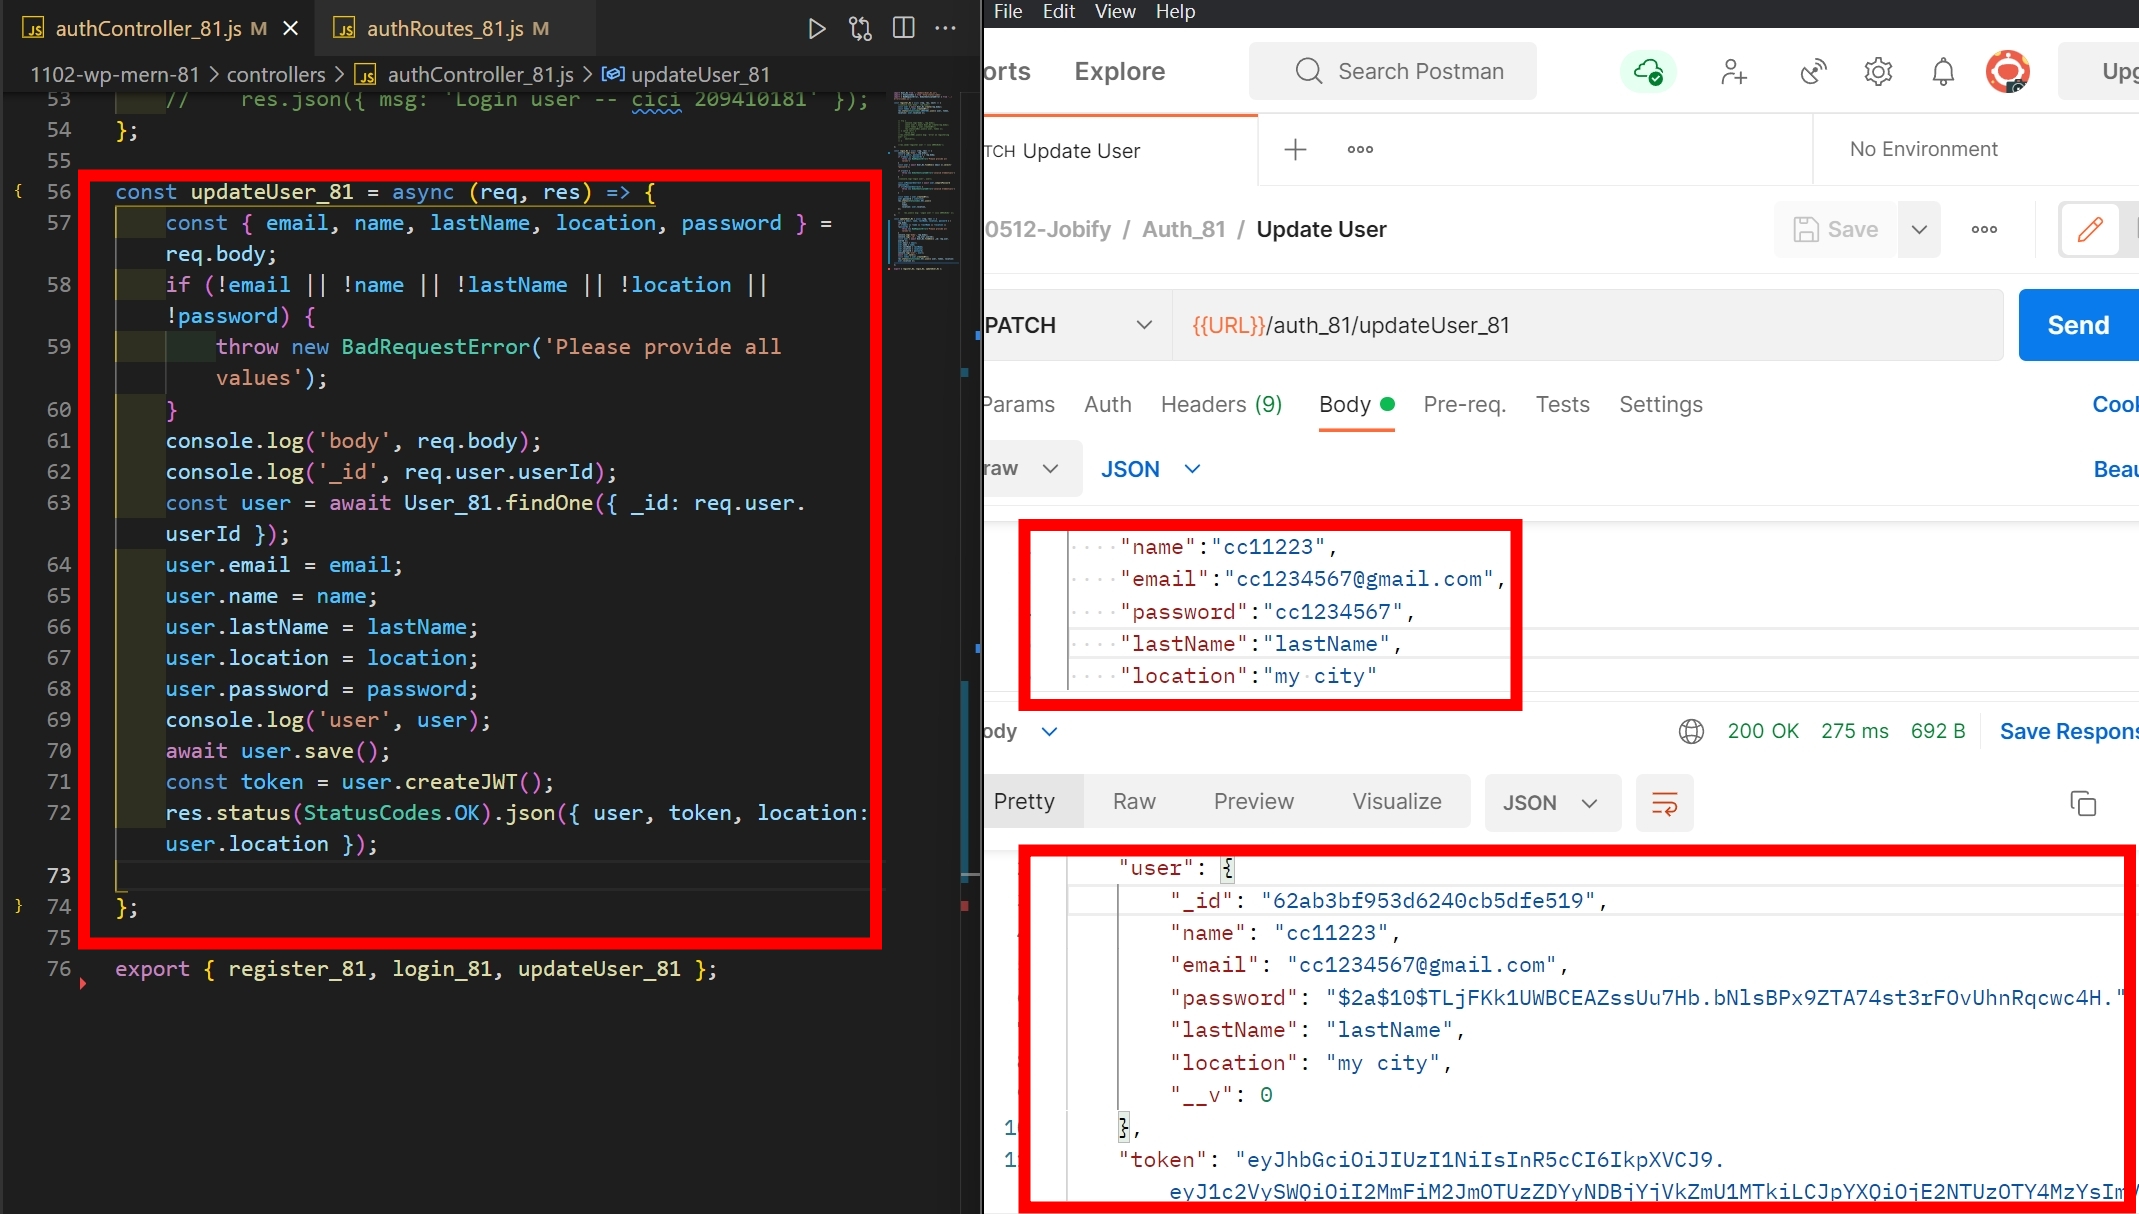 authController_81.js M
authRoutes_81.js M
1102-wp-mern-81 > controllers > authController_81.js > updateUser_81
53 //    res.json({ msg: 'Login user -- cici 209410181' });
54 };
55
56 const updateUser_81 = async (req, res) => {
57 const { email, name, lastName, location, password } =
req.body;
58 if (!email || !name || !lastName || !location ||
!password) {
59 throw new BadRequestError('Please provide all
values');
60 }
61 console.log('body', req.body);
62 console.log('_id', req.user.userId);
63 const user = await User_81.findOne({ _id: req.user.
userId });
64 user.email = email;
65 user.name = name;
66 user.lastName = lastName;
67 user.location = location;
68 user.password = password;
69 console.log('user', user);
70 await user.save();
71 const token = user.createJWT();
72 res.status(StatusCodes.OK).json({ user, token, location:
user.location });
73
74 };
75
76 export { register_81, login_81, updateUser_81 };
File Edit View Help
orts Explore Search Postman Upg
TCH Update User
No Environment
0512-Jobify / Auth_81 / Update User
Save
PATCH {{URL}}/auth_81/updateUser_81 Send
Params Auth Headers (9) Body Pre-req. Tests Settings Cook
raw JSON Beau
"name":"cc11223",
"email":"cc1234567@gmail.com",
"password":"cc1234567",
"lastName":"lastName",
"location":"my city"
ody 200 OK 275 ms 692 B Save Respons
Pretty Raw Preview Visualize JSON
"user": {
"_id": "62ab3bf953d6240cb5dfe519",
"name": "cc11223",
"email": "cc1234567@gmail.com",
"password": "$2a$10$TLjFKk1UWBCEAZssUu7Hb.bNlsBPx9ZTA74st3rFOvUhnRqcwc4H."
"lastName": "lastName",
"location": "my city",
"__v": 0
},
"token": "eyJhbGciOiJIUzI1NiIsInR5cCI6IkpXVCJ9.
eyJ1c2VySWQiOiI2MmFiM2JmOTUzZDYyNDBjYjVkZmU1MTkiLCJpYXQiOjE2NTUzOTY4MzYsIm